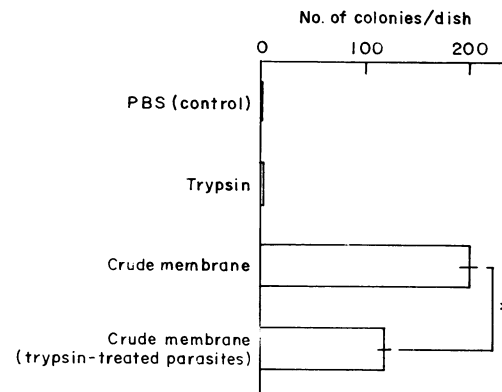 No. of colonies/dish
0 100 200
PBS (control)
Trypsin
Crude membrane
Crude membrane
(trypsin-treated parasites)